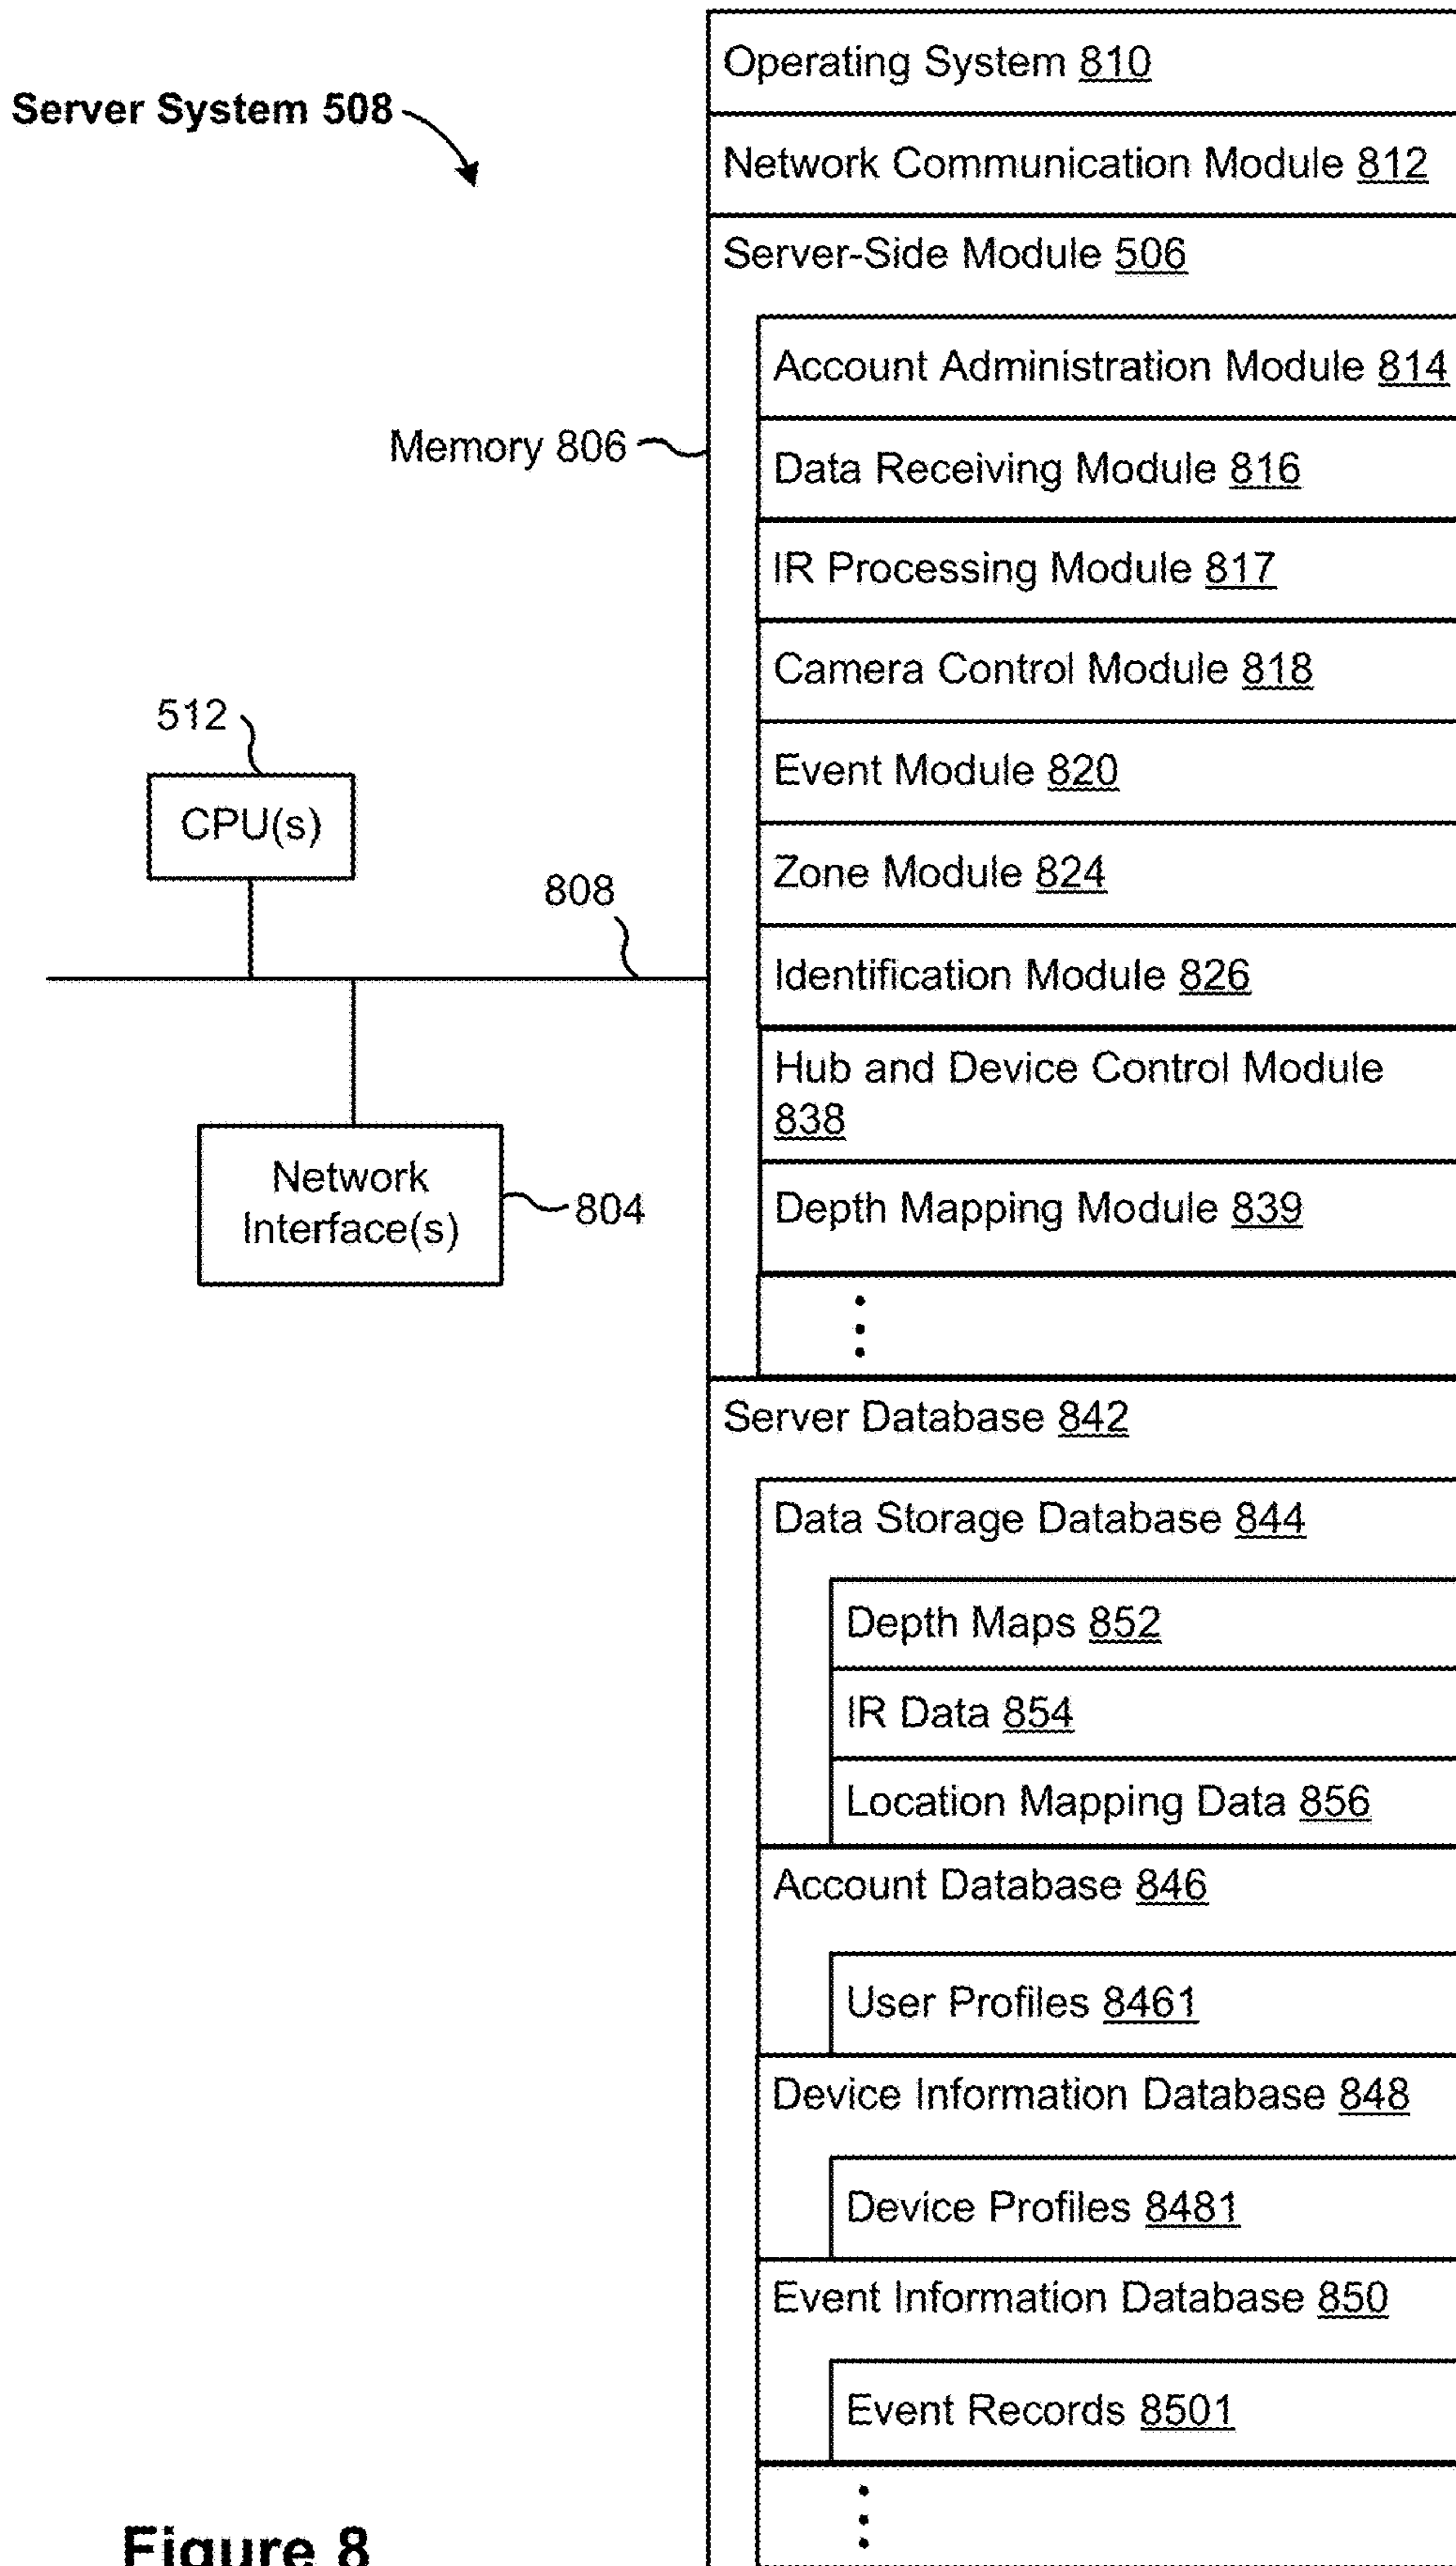 Server System 508
Operating System 810
Network Communication Module 812
Server-Side Module 506
Account Administration Module 814
Memory 806
Data Receiving Module 816
IR Processing Module 817
Camera Control Module 818
512
CPU(s)
Event Module 820
808
Zone Module 824
Identification Module 826
Hub and Device Control Module
838
Network
Interface(s)
804
Depth Mapping Module 839
Server Database 842
Data Storage Database 844
Depth Maps 852
IR Data 854
Location Mapping Data 856
Account Database 846
User Profiles 8461
Device Information Database 848
Device Profiles 8481
Event Information Database 850
Event Records 8501
Figure 8